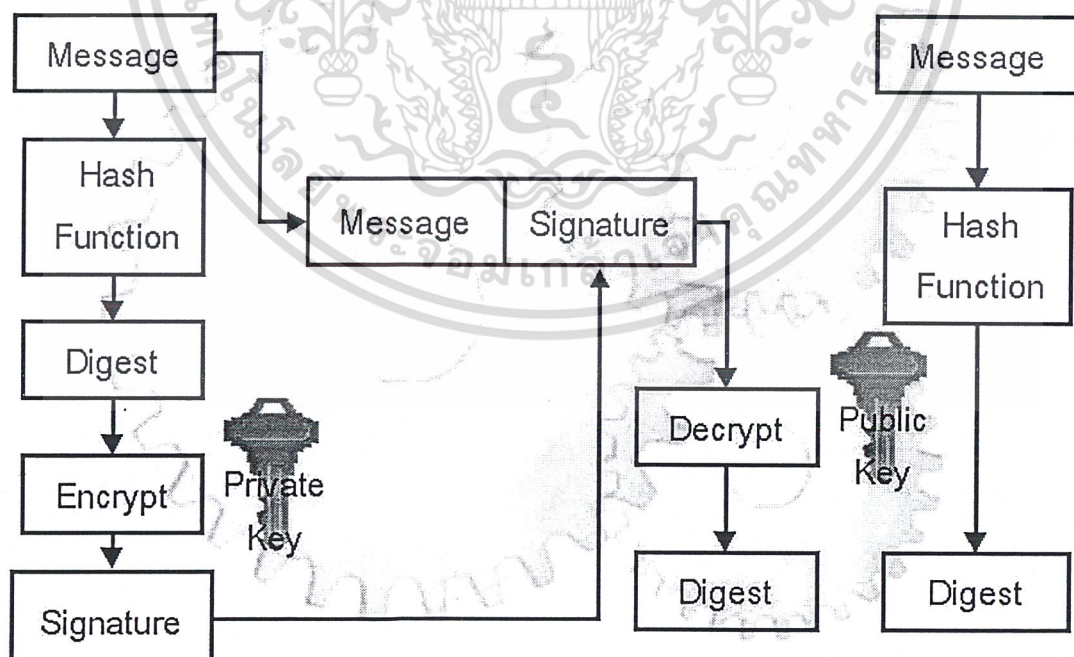 Message
Hash
Function
Digest
Encrypt
Private
Key
Signature
Message
Signature
Decrypt
Public
Key
Digest
Message
Hash
Function
Digest